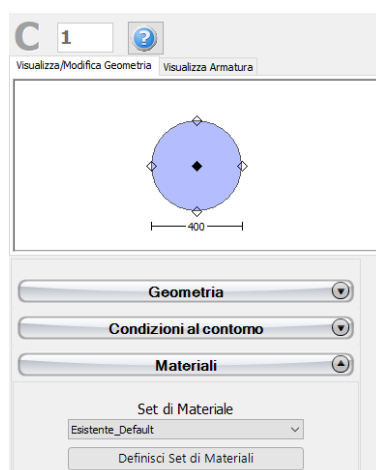 C 1 ?
Visualizza/Modifica Geometria Visualizza Armatura
400
Geometria
Condizioni al contorno
Materiali
Set di Materiale
Esistente_Default
Definisci Set di Materiali